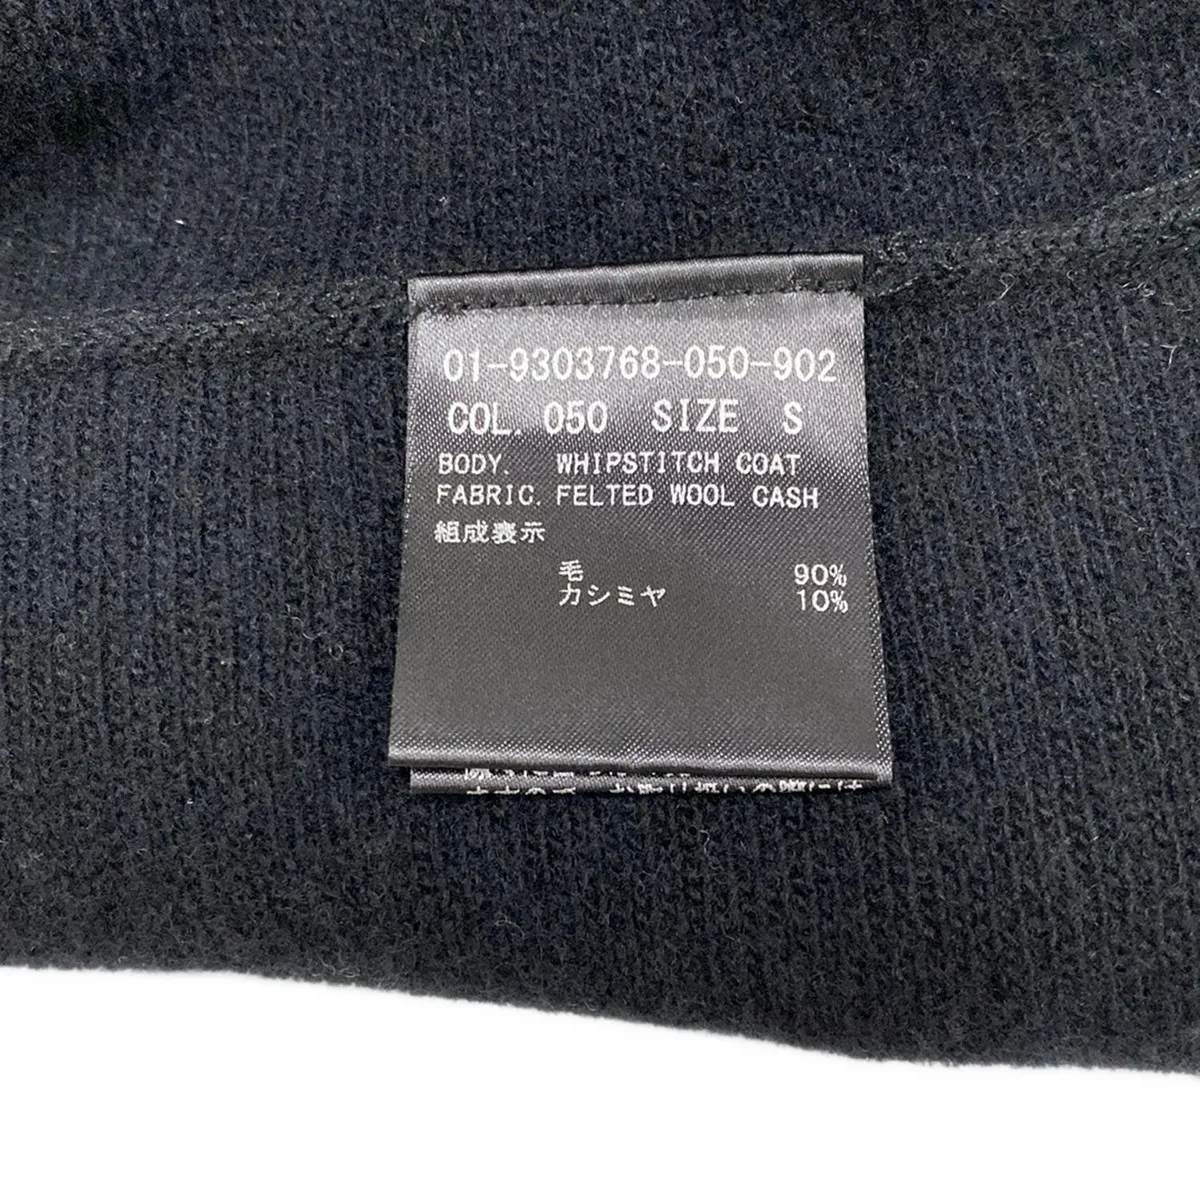 01-9303768-050-902
COL. 050 SIZE S
BODY. WHIPSTITCH COAT
FABRIC. FELTED WOOL CASH
組成表示
毛 90%
カシミヤ 10%